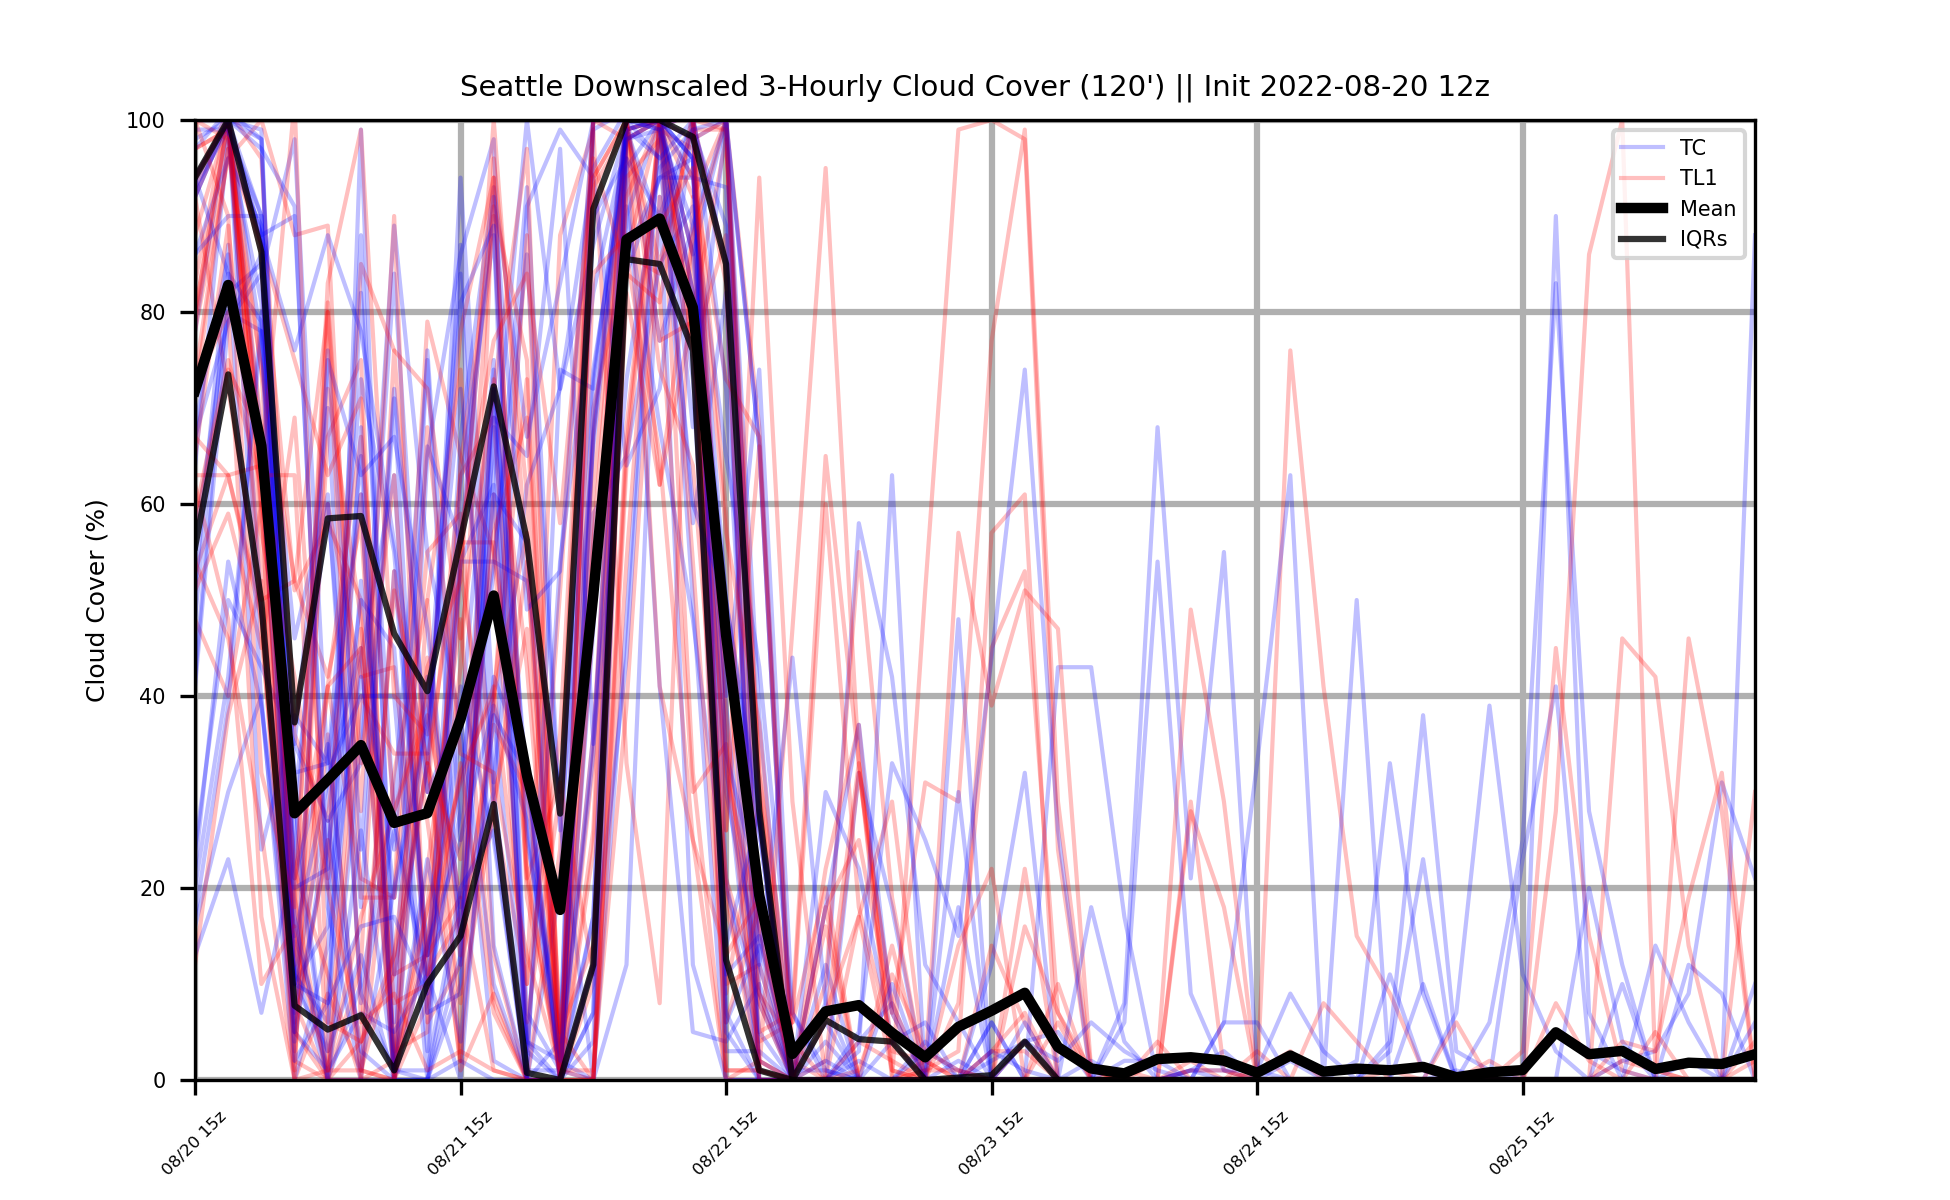 Seattle Downscaled 3-Hourly Cloud Cover (120') || Init 2022-08-20 12z
100
80
60
40
20
0
Cloud Cover (%)
TC
TL1
Mean
IQRs
08/20 15z
08/21 15z
08/22 15z
08/23 15z
08/24 15z
08/25 15z